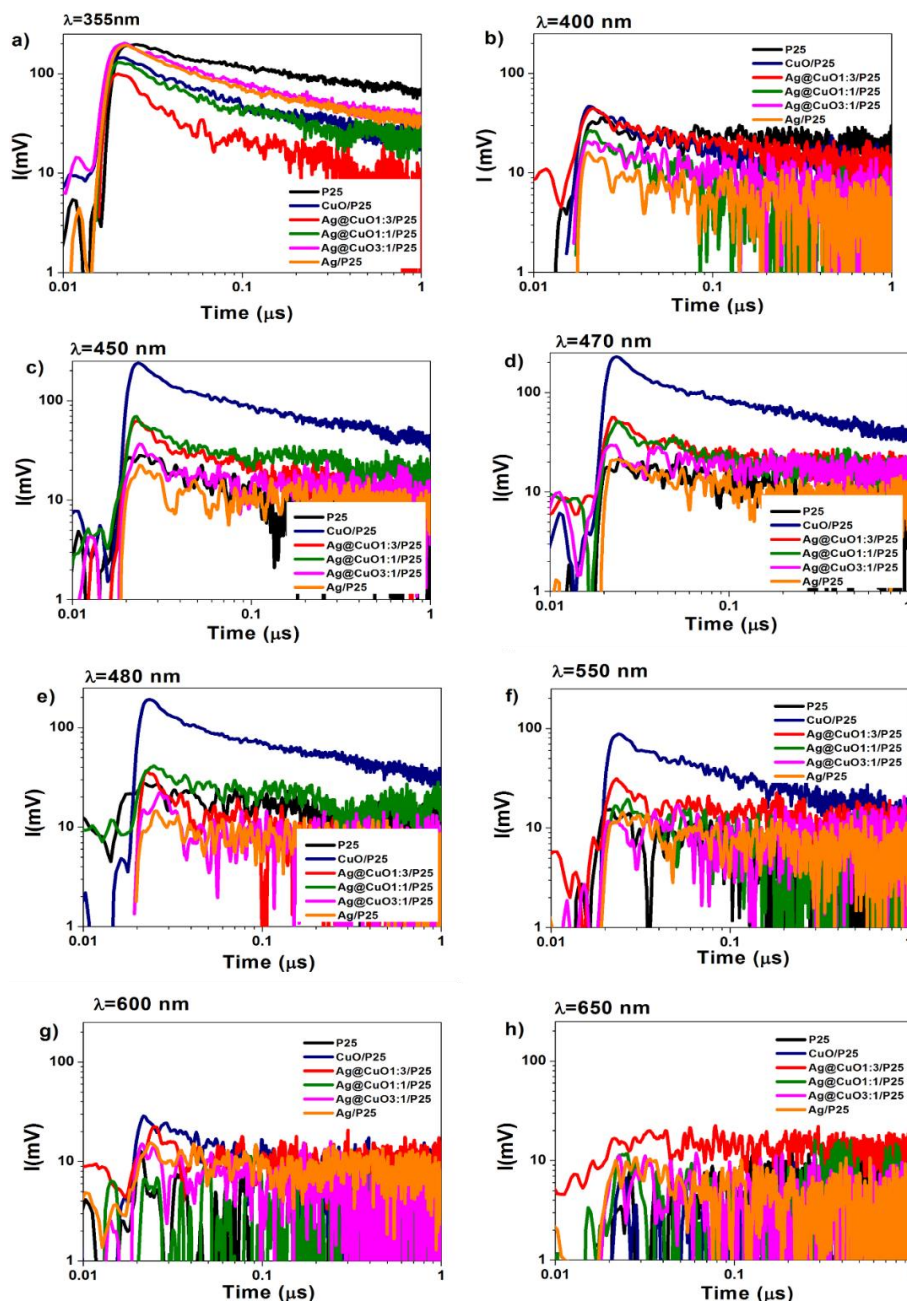 λ=355nm
a)
I(mV)
100
10
1
P25
CuO/P25
Ag@CuO1:3/P25
Ag@CuO1:1/P25
Ag@CuO3:1/P25
Ag/P25
0.01
0.1
1
Time (μs)
λ=400 nm
b)
I (mV)
100
10
1
P25
CuO/P25
Ag@CuO1:3/P25
Ag@CuO1:1/P25
Ag@CuO3:1/P25
Ag/P25
0.01
0.1
1
Time (μs)
λ=450 nm
c)
I(mV)
100
10
1
P25
CuO/P25
Ag@CuO1:3/P25
Ag@CuO1:1/P25
Ag@CuO3:1/P25
Ag/P25
0.01
0.1
1
Time (μs)
λ=470 nm
d)
I(mV)
100
10
1
P25
CuO/P25
Ag@CuO1:3/P25
Ag@CuO1:1/P25
Ag@CuO3:1/P25
Ag/P25
0.01
0.1
1
Time (μs)
λ=480 nm
e)
I(mV)
100
10
1
P25
CuO/P25
Ag@CuO1:3/P25
Ag@CuO1:1/P25
Ag@CuO3:1/P25
Ag/P25
0.01
0.1
1
Time (μs)
λ=550 nm
f)
I(mV)
100
10
1
P25
CuO/P25
Ag@CuO1:3/P25
Ag@CuO1:1/P25
Ag@CuO3:1/P25
Ag/P25
0.01
0.1
1
Time (μs)
λ=600 nm
g)
I(mV)
100
10
1
P25
CuO/P25
Ag@CuO1:3/P25
Ag@CuO1:1/P25
Ag@CuO3:1/P25
Ag/P25
0.01
0.1
1
Time (μs)
λ=650 nm
h)
I(mV)
100
10
1
P25
CuO/P25
Ag@CuO1:3/P25
Ag@CuO1:1/P25
Ag@CuO3:1/P25
Ag/P25
0.01
0.1
1
Time (μs)